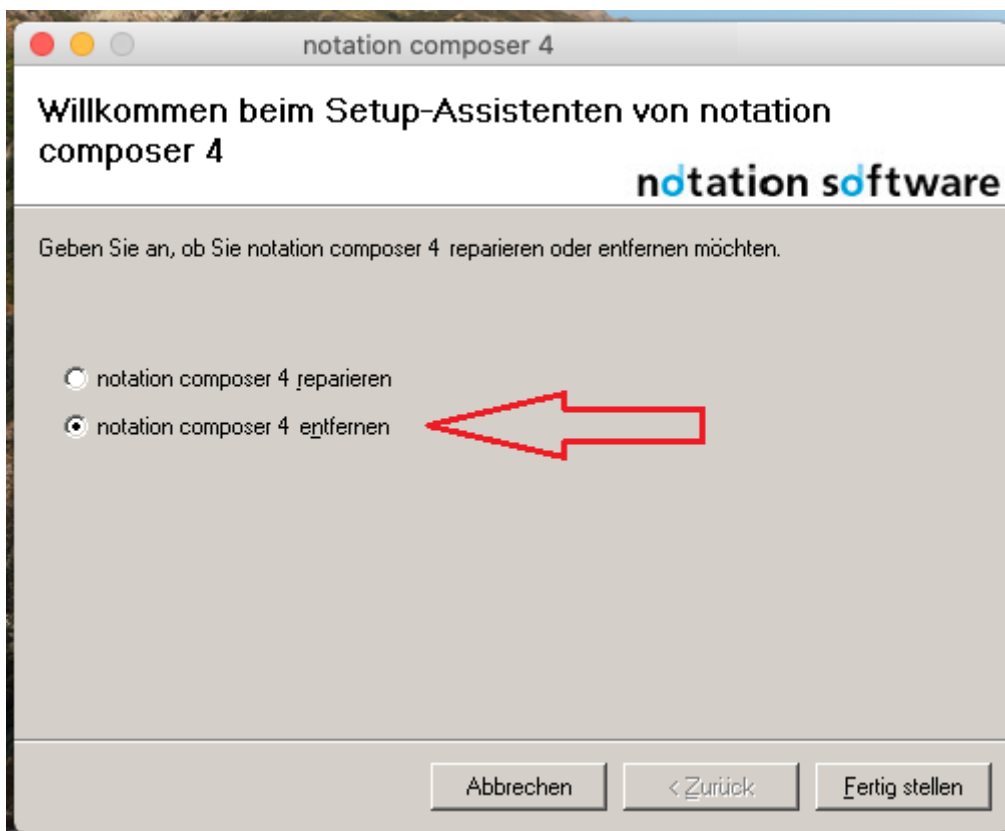 notation composer 4
Willkommen beim Setup-Assistenten von notation
composer 4
notation software
Geben Sie an, ob Sie notation composer 4 reparieren oder entfernen möchten.
notation composer 4 reparieren
notation composer 4 entfernen
Abbrechen
< Zurück
Fertig stellen